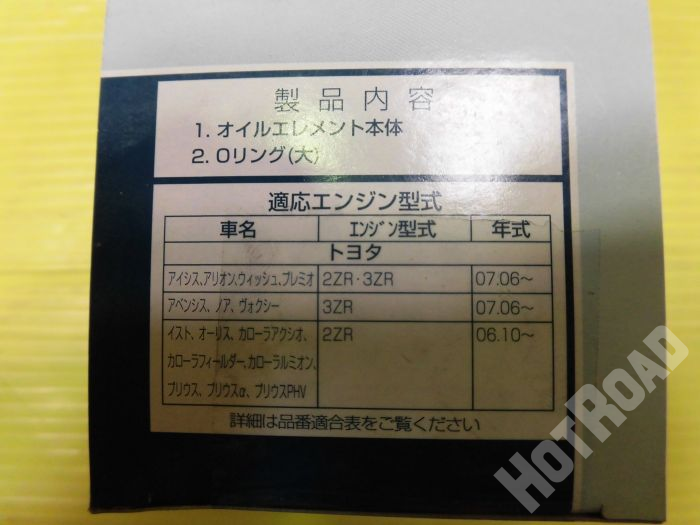 製品内容
1. オイルエレメント本体
2. Oリング(大)
適応エンジン型式
車名 エンジン型式 年式
トヨタ
アイシス、アリオン、ウィッシュ、プレミオ 2ZR・3ZR 07.06〜
アベンシス、ノア、ヴォクシー 3ZR 07.06〜
イスト、オーリス、カローラアクシオ、 2ZR 06.10〜
カローラフィールダー、カローラルミオン、
プリウス、プリウスα、プリウスPHV
詳細は品番適合表をご覧ください
HOTROAD